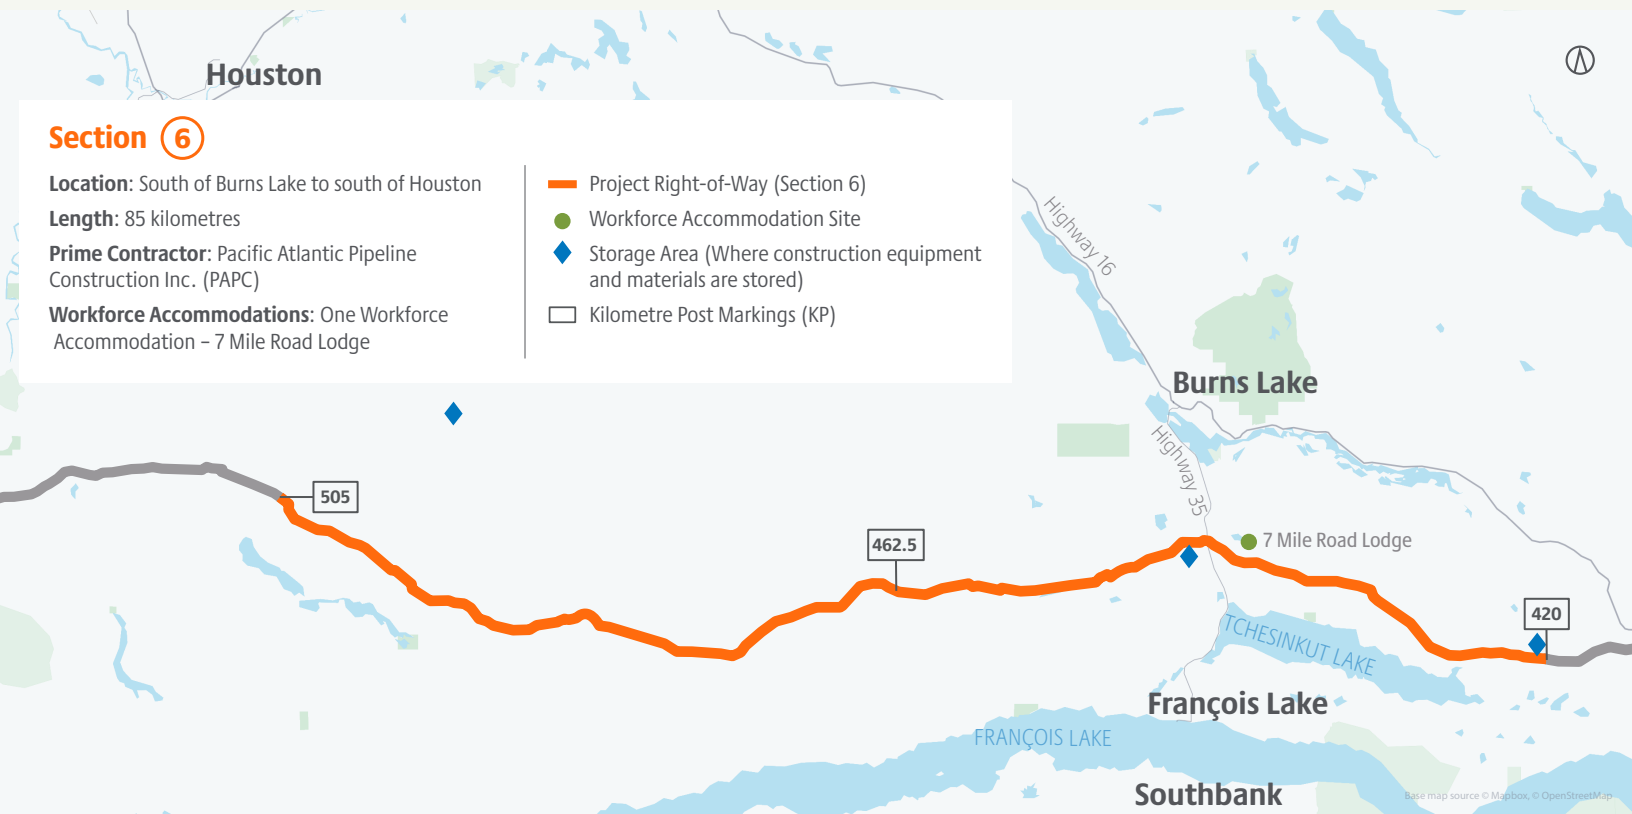 Houston
Section 6
Location: South of Burns Lake to south of Houston
Length: 85 kilometres
Prime Contractor: Pacific Atlantic Pipeline
Construction Inc. (PAPC)
Workforce Accommodations: One Workforce
Accommodation – 7 Mile Road Lodge
Project Right-of-Way (Section 6)
Workforce Accommodation Site
Storage Area (Where construction equipment
and materials are stored)
Kilometre Post Markings (KP)
Highway 16
Burns Lake
Highway 35
505
462.5
7 Mile Road Lodge
420
TCHESINKUT LAKE
François Lake
FRANÇOIS LAKE
Southbank
Base map source © Mapbox, © OpenStreetMap